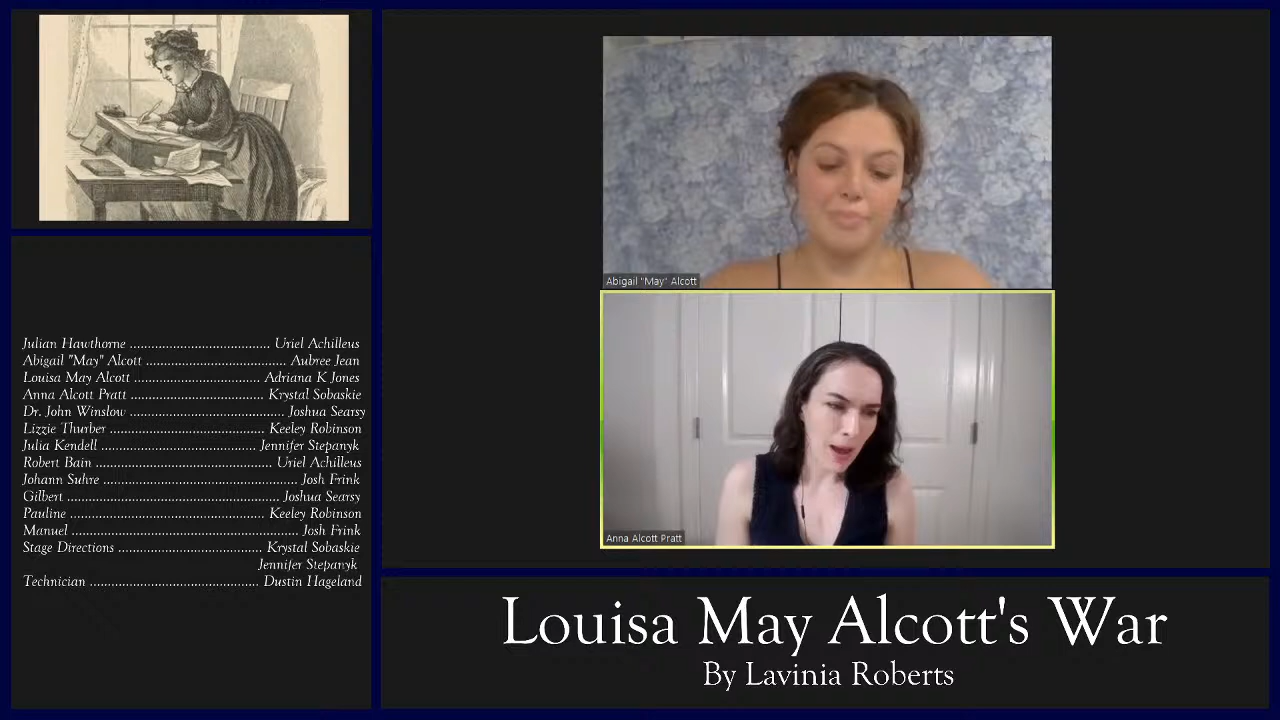 Julian Hawthorne ................................... Uriel Achilleus
Abigail "May" Alcott ................................... Aubree Jean
Louisa May Alcott ............................... Adriana K Jones
Anna Alcott Pratt .............................. Krystal Sobaskie
Dr. John Winslow ...................................... Joshua Searsy
Lizzie Thurber ....................................... Keeley Robinson
Julia Kendell ...................................... Jennifer Stepanyk
Robert Bain ............................................ Uriel Achilleus
Johann Suhre ................................................ Josh Frink
Gilbert ...................................................... Joshua Searsy
Pauline ................................................ Keeley Robinson
Manuel ......................................................... Josh Frink
Stage Directions .................................... Krystal Sobaskie
Jennifer Stepanyk
Technician .......................................... Dustin Hageland
Abigail "May" Alcott
Anna Alcott Pratt
Louisa May Alcott's War
By Lavinia Roberts